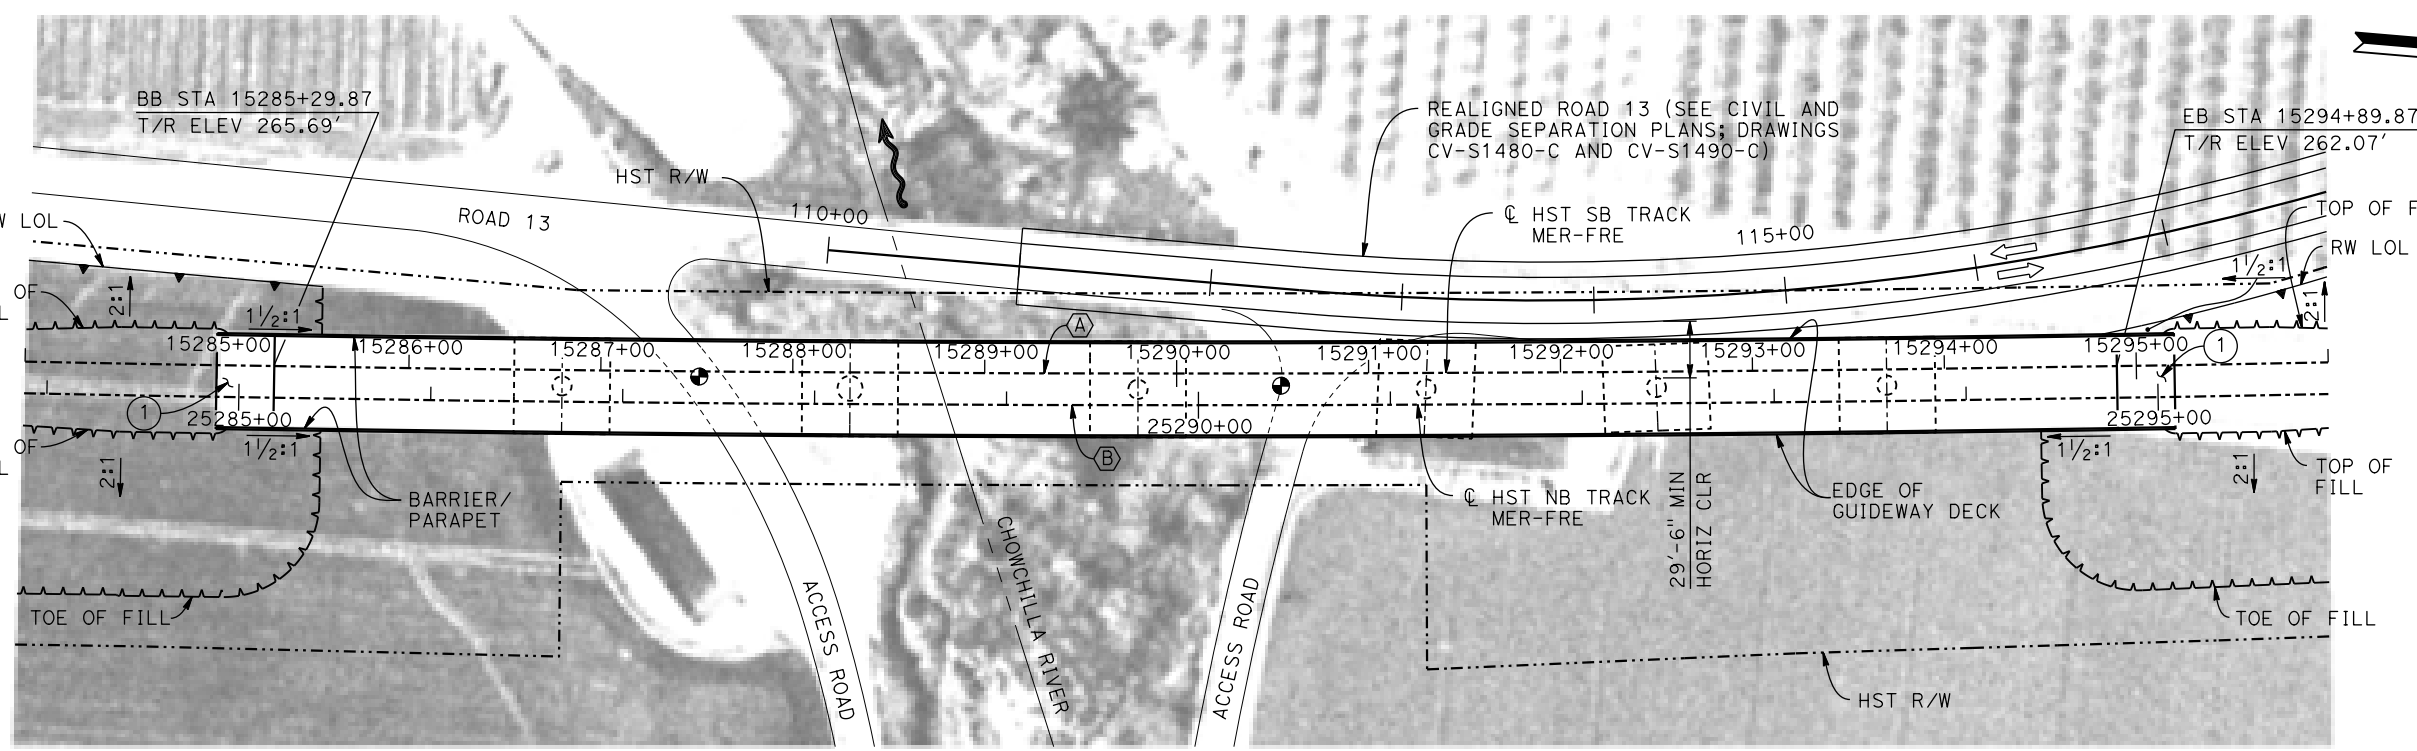 BB STA 15285+29.87
T/R ELEV 265.69'
REALIGNED ROAD 13 (SEE CIVIL AND
GRADE SEPARATION PLANS; DRAWINGS
CV-S1480-C AND CV-S1490-C)
EB STA 15294+89.87
T/R ELEV 262.07'
HST R/W
ROAD 13
110+00
℄ HST SB TRACK
MER-FRE
115+00
TOP OF F
W LOL
RW LOL
OF
L
2:1
1½:1
1½:1
2:1
A
15285+00
15286+00
15287+00
15288+00
15289+00
15290+00
15291+00
15292+00
15293+00
15294+00
15295+00
1
1
25285+00
25290+00
25295+00
OF
L
2:1
1½:1
B
1½:1
2:1
TOP OF
FILL
BARRIER/
PARAPET
℄ HST NB TRACK
MER-FRE
29'-6" MIN
HORIZ CLR
EDGE OF
GUIDEWAY DECK
CHOWCHILLA RIVER
ACCESS ROAD
ACCESS ROAD
TOE OF FILL
TOE OF FILL
HST R/W